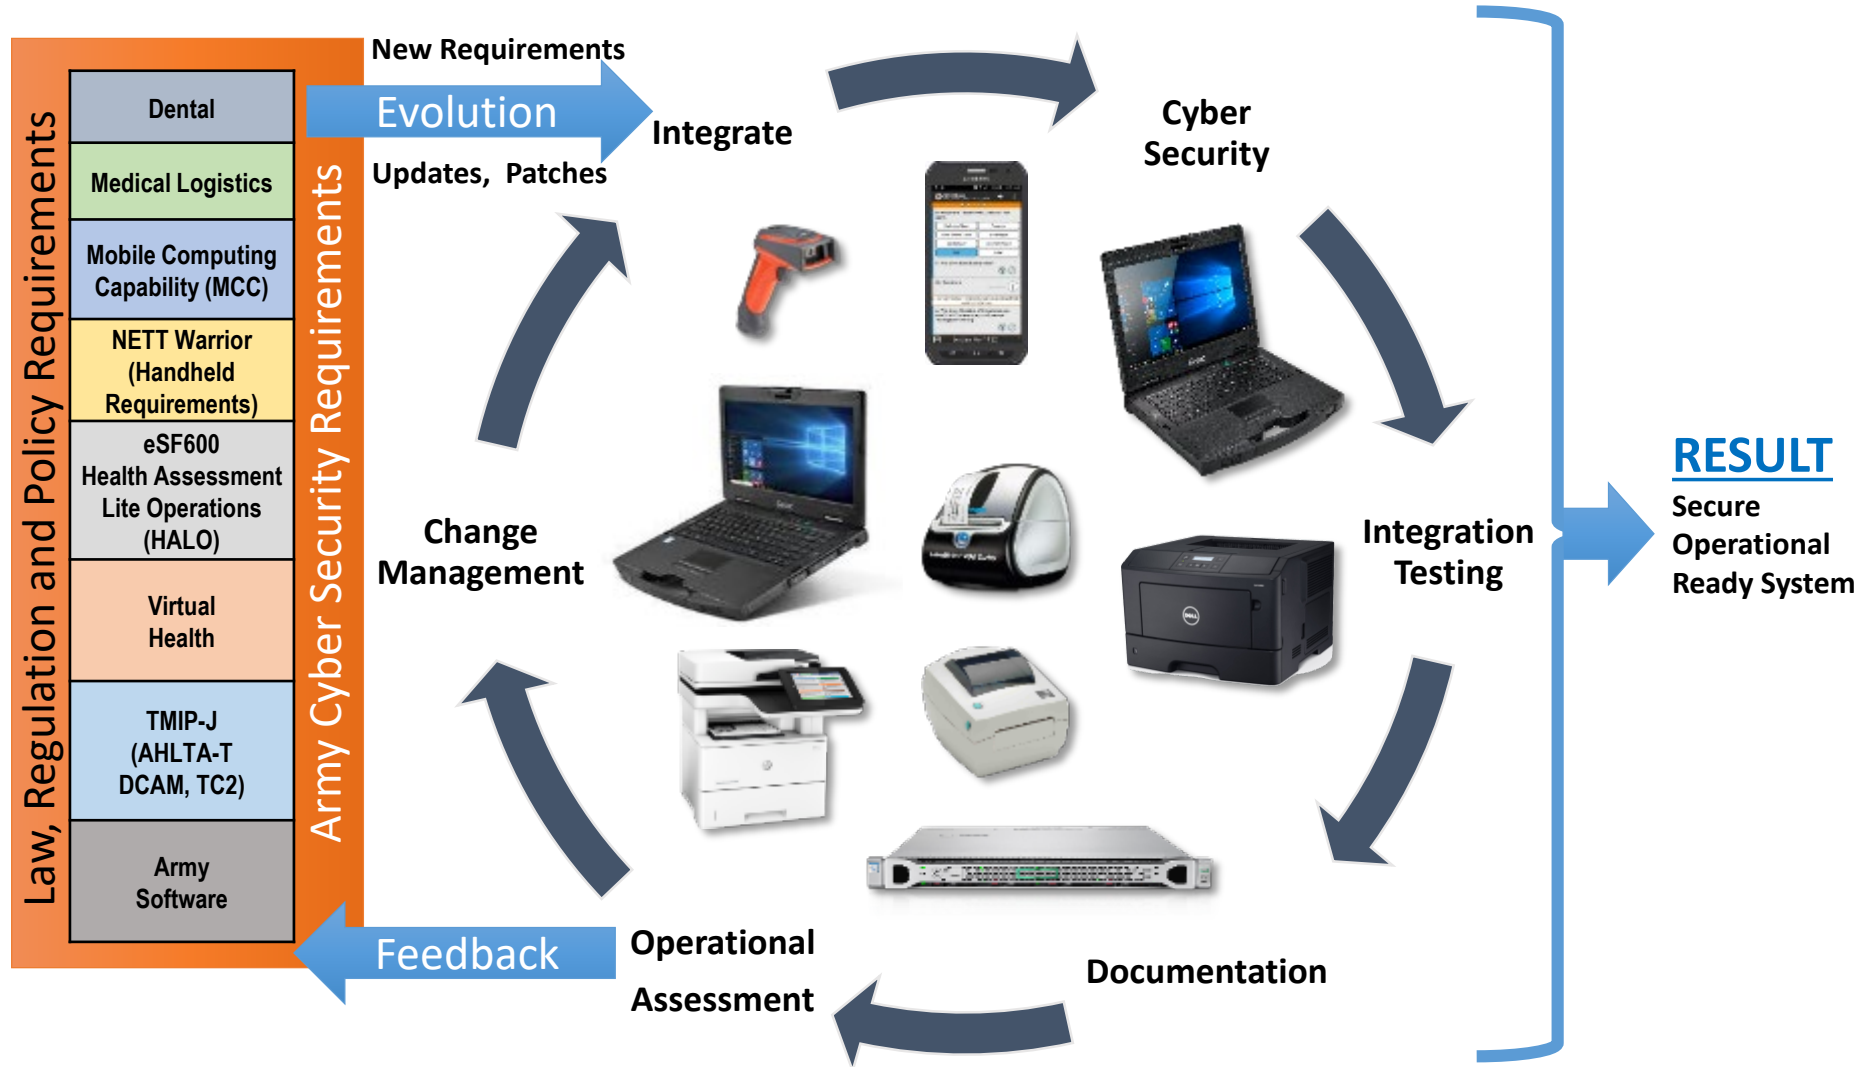 Law, Regulation and Policy Requirements
Dental
Medical Logistics
Mobile Computing
Capability (MCC)
NETT Warrior
(Handheld
Requirements)
eSF600
Health Assessment
Lite Operations
(HALO)
Virtual
Health
TMIP-J
(AHLTA-T
DCAM, TC2)
Army
Software
Army Cyber Security Requirements
New Requirements
Evolution
Updates, Patches
Integrate
Cyber
Security
Integration
Testing
Documentation
Operational
Assessment
Feedback
Change
Management
DELL
RESULT
Secure
Operational
Ready System